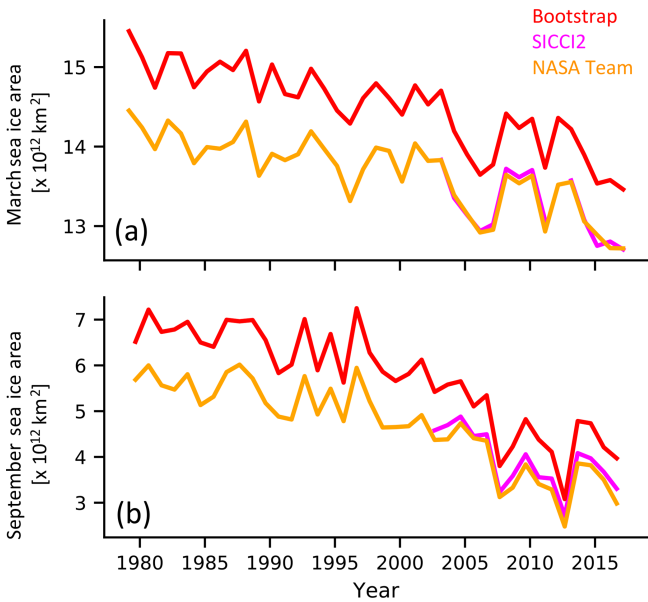 Bootstrap
SICCI2
NASA Team
March sea ice area
[x 10¹² km²]
15
14
13
(a)
September sea ice area
[x 10¹² km²]
7
6
5
4
3
(b)
1980 1985 1990 1995 2000 2005 2010 2015
Year